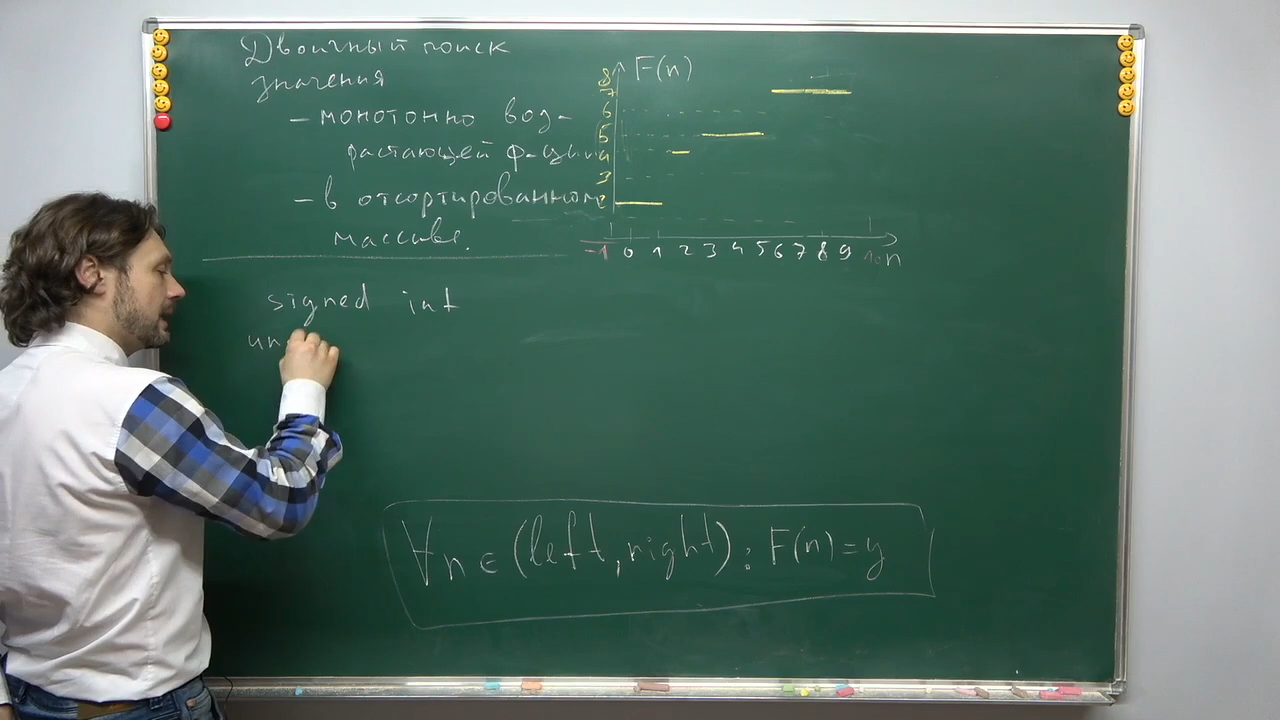 Двоичный поиск
значения
– монотонно воз-
растающей ф-ции
– в отсортированном
массиве.
F(n)
8
7
6
5
4
3
2
-1 0 1 2 3 4 5 6 7 8 9 10 n
signed int
un
∀n ∈ (left, right) : F(n) = y